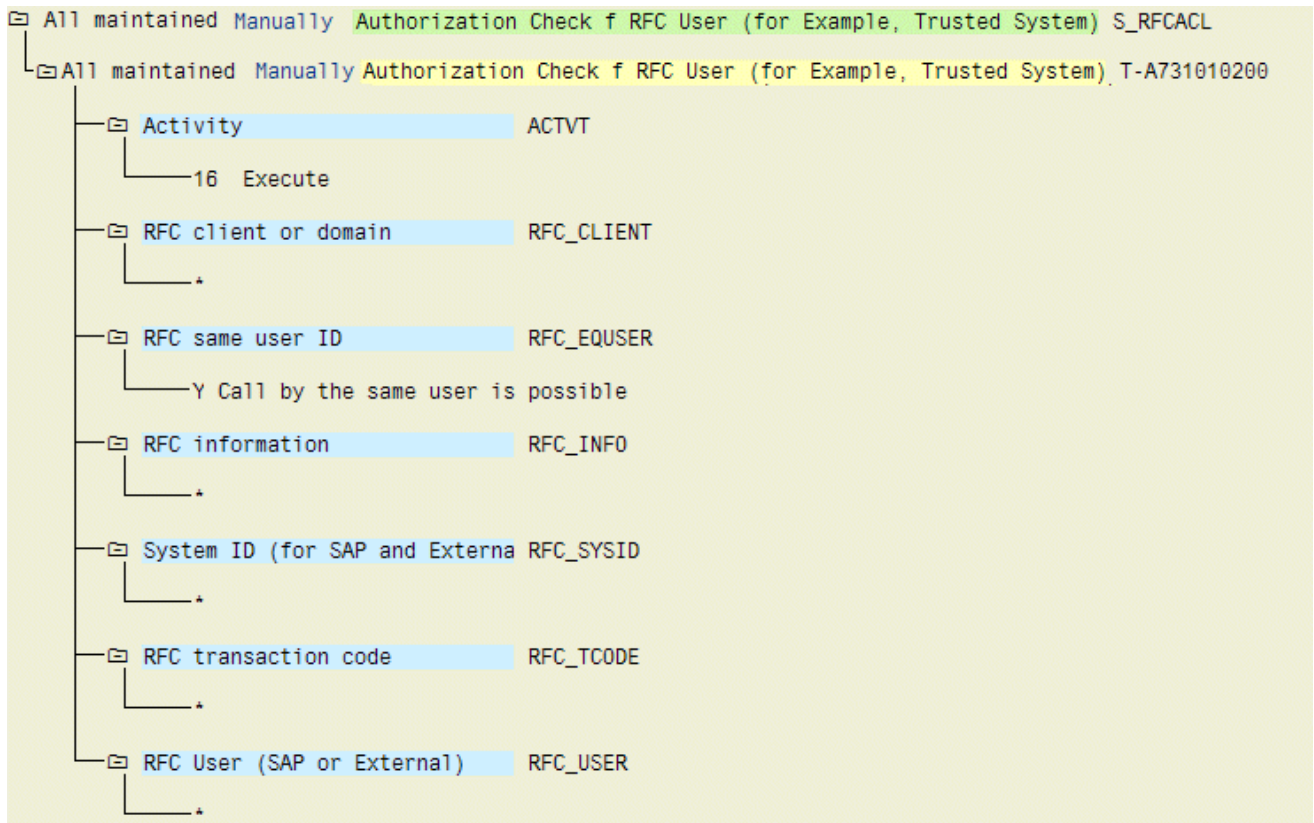 All maintained Manually Authorization Check f RFC User (for Example, Trusted System) S_RFCACL
All maintained Manually Authorization Check f RFC User (for Example, Trusted System) T-A731010200
Activity ACTVT
16 Execute
RFC client or domain RFC_CLIENT
*
RFC same user ID RFC_EQUSER
Y Call by the same user is possible
RFC information RFC_INFO
*
System ID (for SAP and Externa RFC_SYSID
*
RFC transaction code RFC_TCODE
*
RFC User (SAP or External) RFC_USER
*